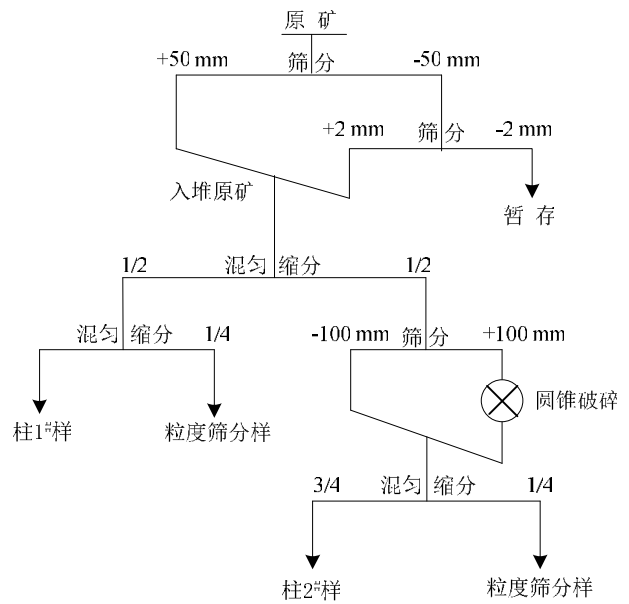 原 矿
+50 mm 筛 分 -50 mm
+2 mm 筛 分 -2 mm
入堆原矿
暂 存
1/2 混匀 缩分 1/2
混匀 缩分 1/4
-100 mm 筛 分 +100 mm
圆锥破碎
柱1#样 粒度筛分样
3/4 混匀 缩分 1/4
柱2#样 粒度筛分样